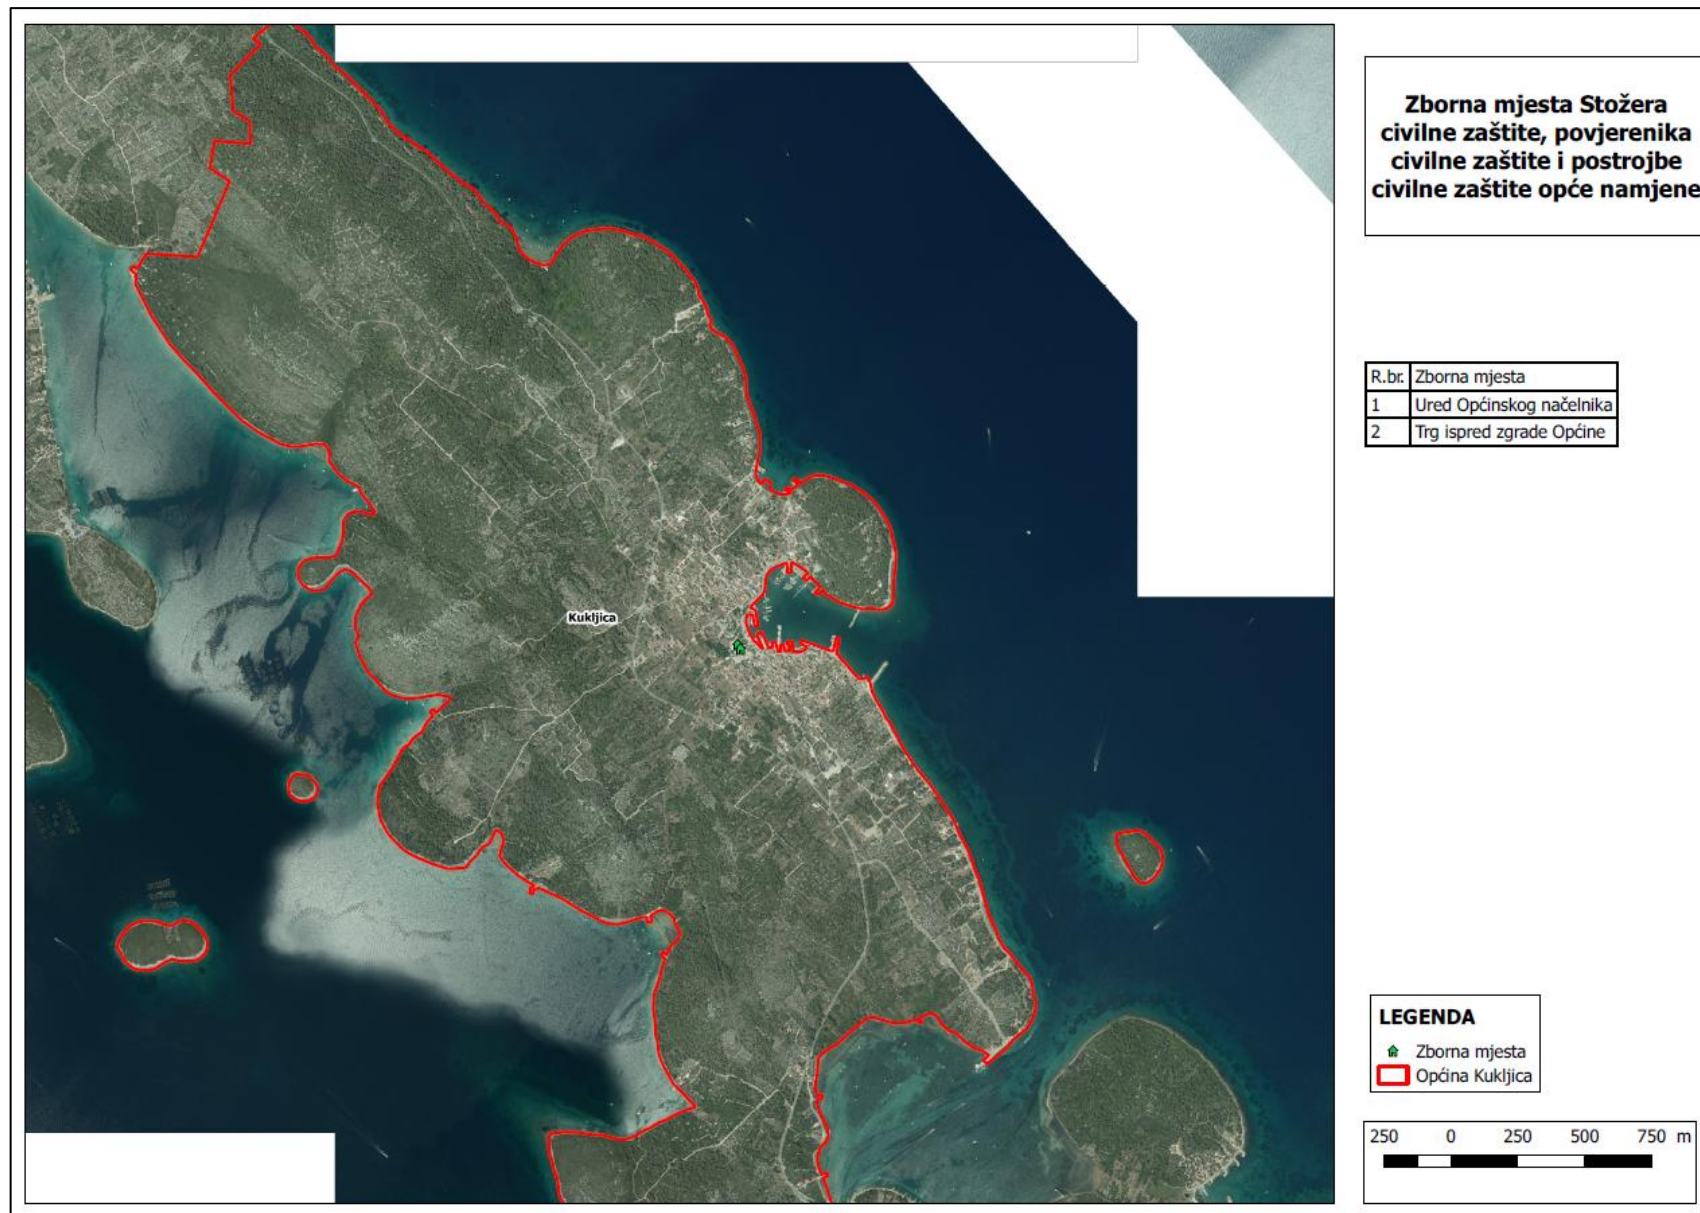 Zborna mjesta Stožera
civilne zaštite, povjerenika
civilne zaštite i postrojbe
civilne zaštite opće namjene
R.br. Zborna mjesta
1 Ured Općinskog načelnika
2 Trg ispred zgrade Općine
Kukljica
LEGENDA
Zborna mjesta
Općina Kukljica
250 0 250 500 750 m